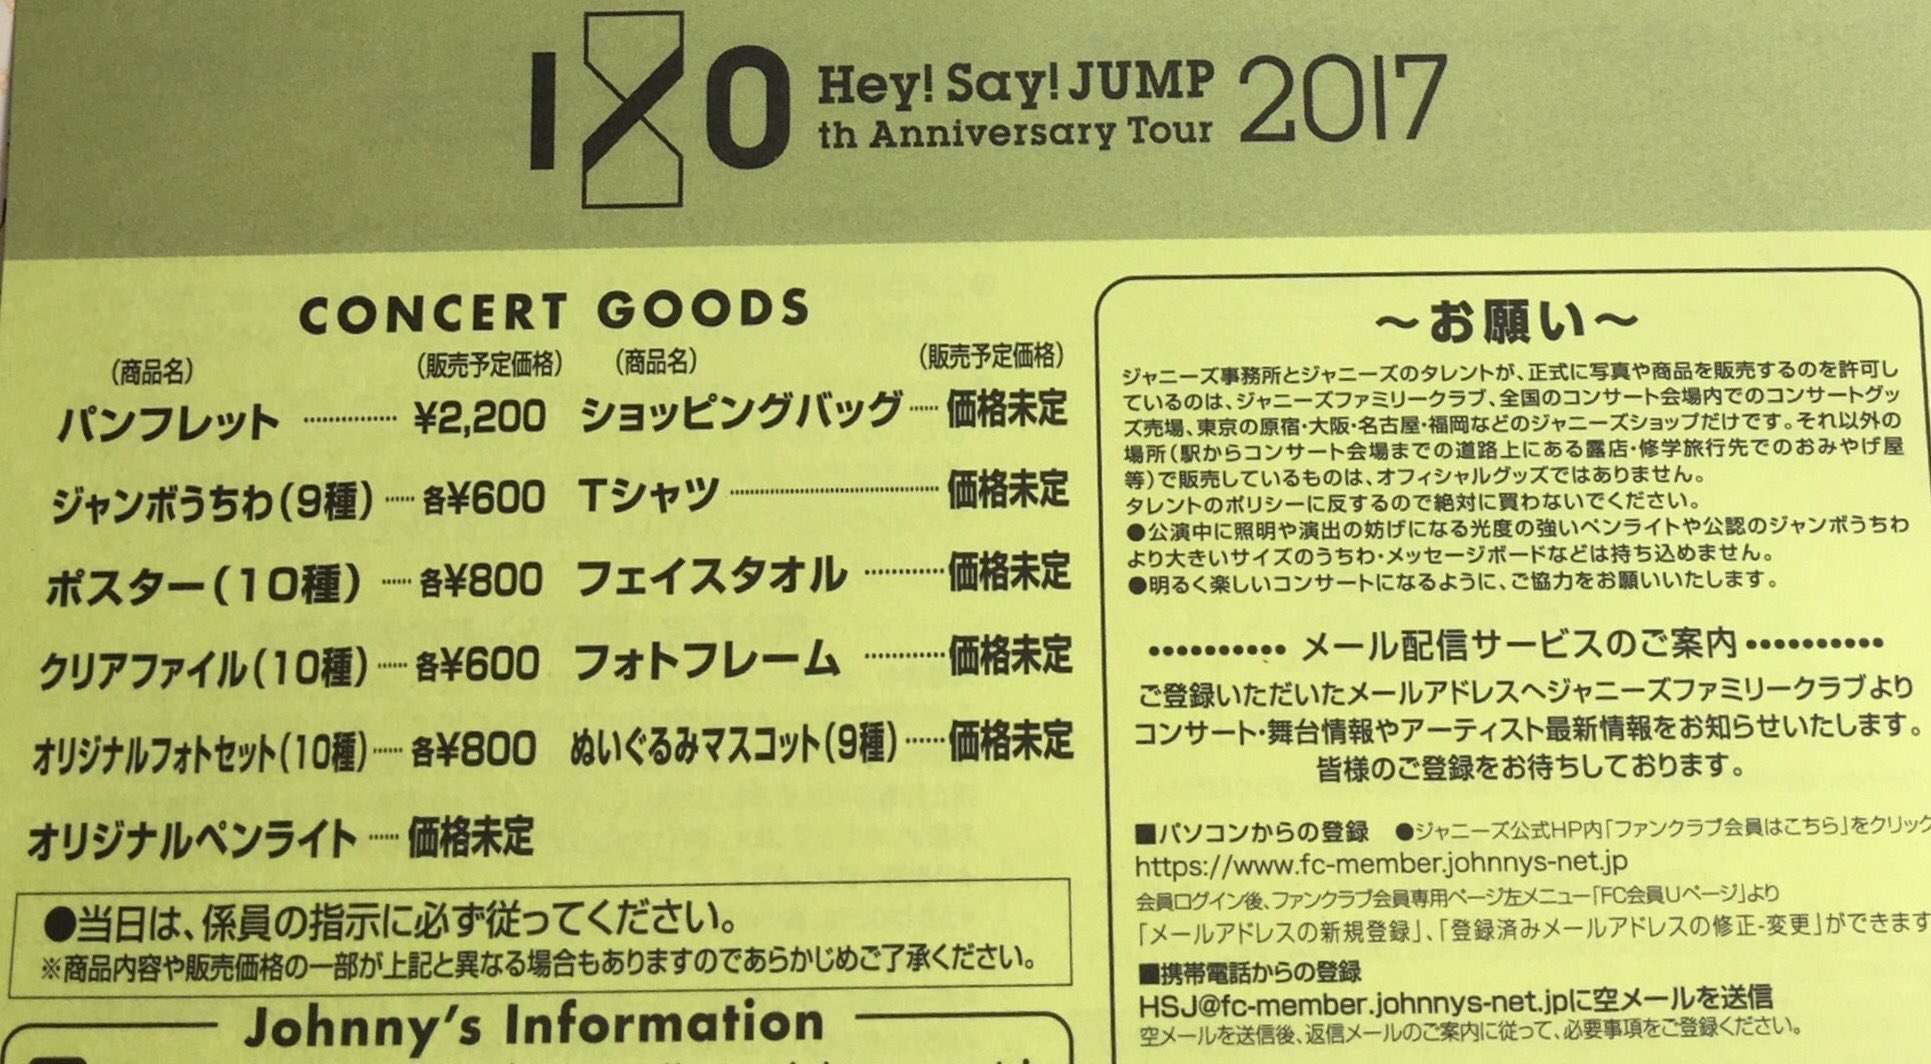 I/O Hey! Say! JUMP 2017
th Anniversary Tour
CONCERT GOODS
(商品名) (販売予定価格) (商品名) (販売予定価格)
パンフレット ………… ¥2,200 ショッピングバッグ …… 価格未定
ジャンボうちわ(9種) …… 各¥600 Tシャツ ………… 価格未定
ポスター(10種) …… 各¥800 フェイスタオル ………… 価格未定
クリアファイル(10種) …… 各¥600 フォトフレーム ………… 価格未定
オリジナルフォトセット(10種) …… 各¥800 ぬいぐるみマスコット(9種) …… 価格未定
オリジナルペンライト …… 価格未定
●当日は、係員の指示に必ず従ってください。
※商品内容や販売価格の一部が上記と異なる場合もありますのであらかじめご了承ください。
Johnny's Information
〜お願い〜
ジャニーズ事務所とジャニーズのタレントが、正式に写真や商品を販売するのを許可し
ているのは、ジャニーズファミリークラブ、全国のコンサート会場内でのコンサートグッ
ズ売場、東京の原宿・大阪・名古屋・福岡などのジャニーズショップだけです。それ以外の
場所(駅からコンサート会場までの道路上にある露店・修学旅行先でのおみやげ屋
等)で販売しているものは、オフィシャルグッズではありません。
タレントのポリシーに反するので絶対に買わないでください。
●公演中に照明や演出の妨げになる光度の強いペンライトや公認のジャンボうちわ
より大きいサイズのうちわ・メッセージボードなどは持ち込めません。
●明るく楽しいコンサートになるように、ご協力をお願いいたします。
•••••••••• メール配信サービスのご案内 ••••••••••
ご登録いただいたメールアドレスへジャニーズファミリークラブより
コンサート・舞台情報やアーティスト最新情報をお知らせいたします。
皆様のご登録をお待ちしております。
■パソコンからの登録 ●ジャニーズ公式HP内「ファンクラブ会員はこちら」をクリック
https://www.fc-member.johnnys-net.jp
会員ログイン後、ファンクラブ会員専用ページ左メニュー「FC会員Uページ」より
「メールアドレスの新規登録」、「登録済みメールアドレスの修正-変更」ができます
■携帯電話からの登録
HSJ@fc-member.johnnys-net.jpに空メールを送信
空メールを送信後、返信メールのご案内に従って、必要事項をご登録ください。